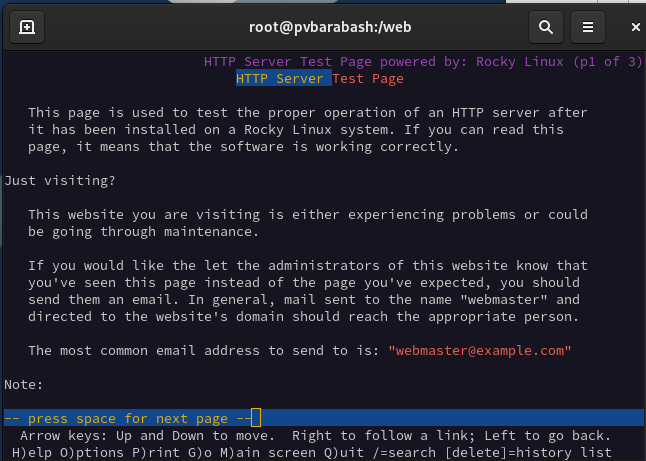 root@pvbarabash:/web
HTTP Server Test Page powered by: Rocky Linux (p1 of 3)
HTTP Server Test Page
This page is used to test the proper operation of an HTTP server after
it has been installed on a Rocky Linux system. If you can read this
page, it means that the software is working correctly.
Just visiting?
This website you are visiting is either experiencing problems or could
be going through maintenance.
If you would like the let the administrators of this website know that
you've seen this page instead of the page you've expected, you should
send them an email. In general, mail sent to the name "webmaster" and
directed to the website's domain should reach the appropriate person.
The most common email address to send to is: "webmaster@example.com"
Note:
-- press space for next page --
Arrow keys: Up and Down to move.  Right to follow a link; Left to go back.
H)elp O)ptions P)rint G)o M)ain screen Q)uit /=search [delete]=history list